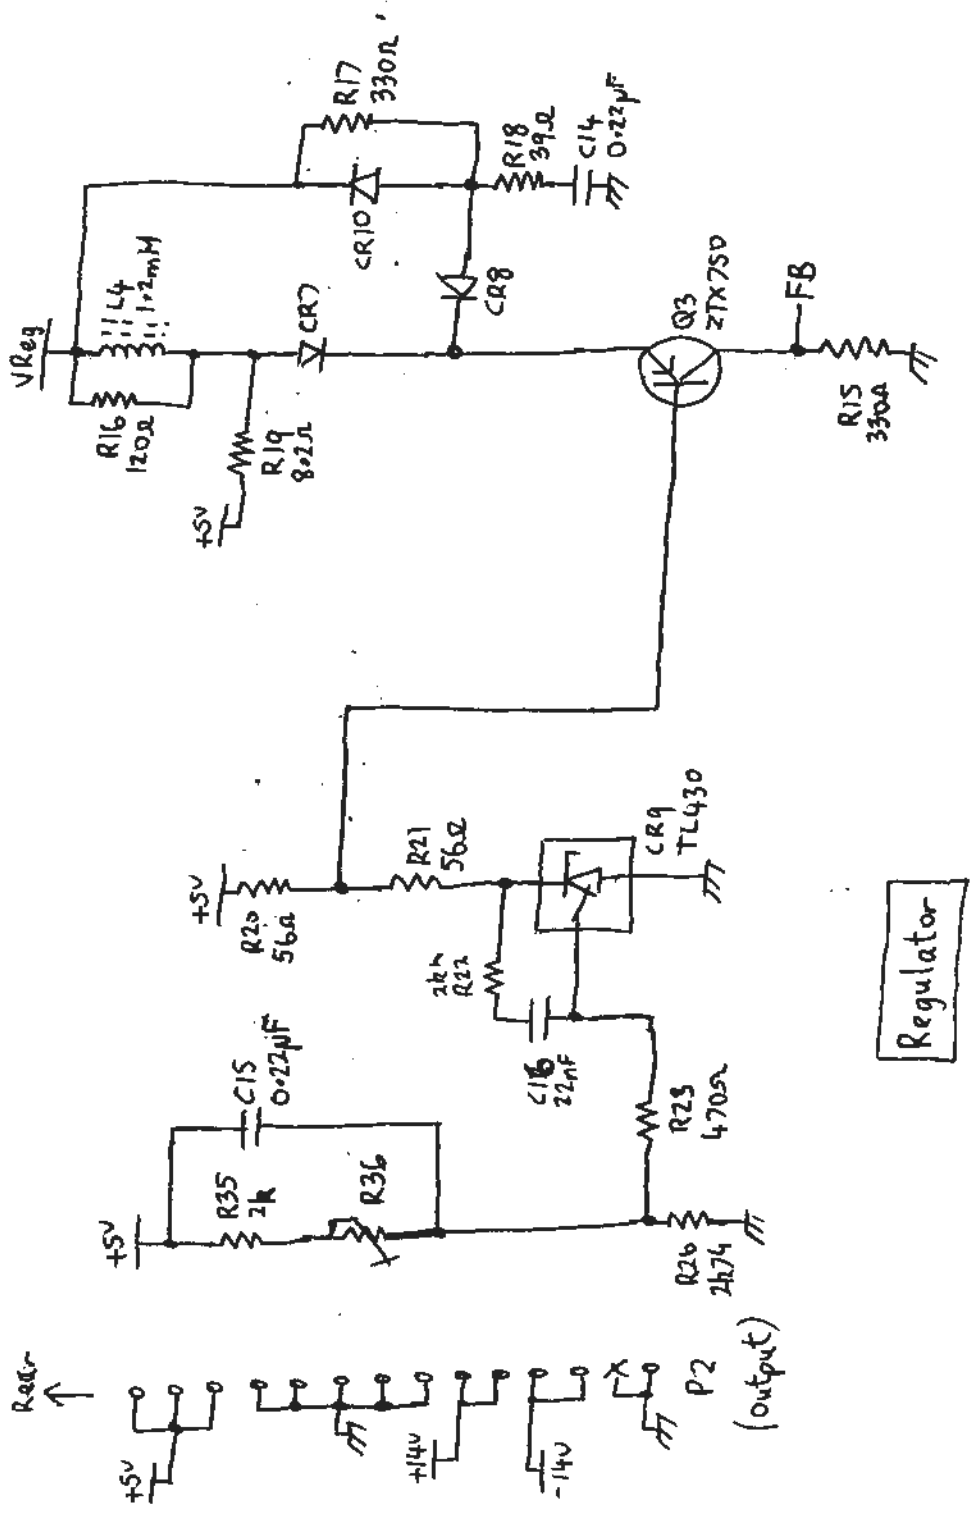 Rear
+5v
+14v
-14v
P2
(output)
+5v
R35
2k
R36
C15
0.22µF
R26
2k74
R23
470Ω
22nF
2k
R22
+5v
R20
56Ω
R21
56Ω
CR9
TL430
Regulator
VReg
R16
120Ω
L4
1.2mH
+5v
R19
8.2Ω
CR7
CR8
CR10
R17
330Ω
R18
39Ω
C14
0.22µF
Q3
ZTX750
FB
R15
330Ω